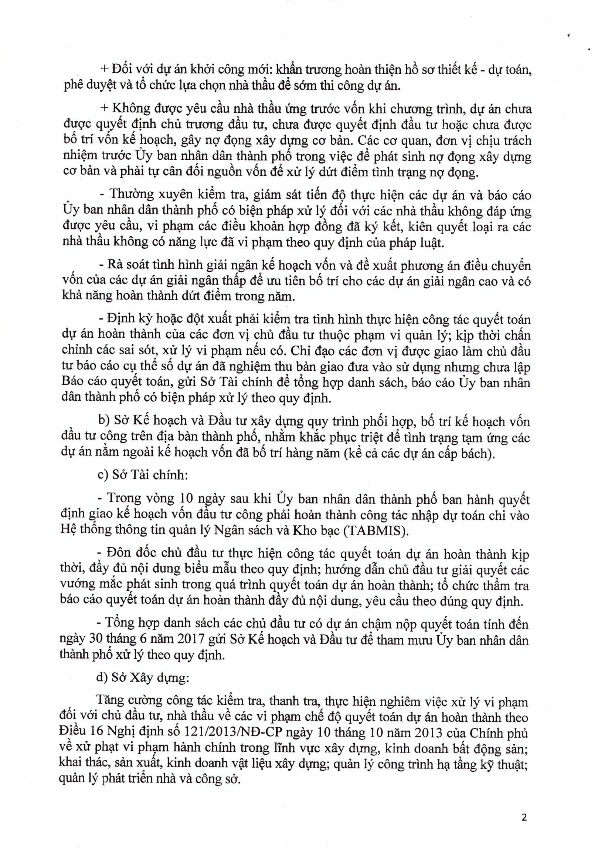 + Đối với dự án khởi công mới: khẩn trương hoàn thiện hồ sơ thiết kế - dự toán,
phê duyệt và tổ chức lựa chọn nhà thầu để sớm thi công dự án.
+ Không được yêu cầu nhà thầu ứng trước vốn khi chương trình, dự án chưa
được quyết định chủ trương đầu tư, chưa được quyết định đầu tư hoặc chưa được
bố trí vốn kế hoạch, gây nợ đọng xây dựng cơ bản. Các cơ quan, đơn vị chịu trách
nhiệm trước Ủy ban nhân dân thành phố trong việc để phát sinh nợ đọng xây dựng
cơ bản và phải tự cân đối nguồn vốn để xử lý dứt điểm tình trạng nợ đọng.
- Thường xuyên kiểm tra, giám sát tiến độ thực hiện các dự án và báo cáo
Ủy ban nhân dân thành phố có biện pháp xử lý đối với các nhà thầu không đáp ứng
được yêu cầu, vi phạm các điều khoản hợp đồng đã ký kết, kiên quyết loại ra các
nhà thầu không có năng lực đã vi phạm theo quy định của pháp luật.
- Rà soát tình hình giải ngân kế hoạch vốn và đề xuất phương án điều chuyển
vốn của các dự án giải ngân thấp để ưu tiên bố trí cho các dự án giải ngân cao và có
khả năng hoàn thành dứt điểm trong năm.
- Định kỳ hoặc đột xuất phải kiểm tra tình hình thực hiện công tác quyết toán
dự án hoàn thành của các đơn vị chủ đầu tư thuộc phạm vi quản lý; kịp thời chấn
chỉnh các sai sót, xử lý vi phạm nếu có. Chỉ đạo các đơn vị được giao làm chủ đầu
tư báo cáo cụ thể số dự án đã nghiệm thu bàn giao đưa vào sử dụng nhưng chưa lập
Báo cáo quyết toán, gửi Sở Tài chính để tổng hợp danh sách, báo cáo Ủy ban nhân
dân thành phố có biện pháp xử lý theo quy định.
b) Sở Kế hoạch và Đầu tư xây dựng quy trình phối hợp, bố trí kế hoạch vốn
đầu tư công trên địa bàn thành phố, nhằm khắc phục triệt để tình trạng tạm ứng các
dự án nằm ngoài kế hoạch vốn đã bố trí hàng năm (kể cả các dự án cấp bách).
c) Sở Tài chính:
- Trong vòng 10 ngày sau khi Ủy ban nhân dân thành phố ban hành quyết
định giao kế hoạch vốn đầu tư công phải hoàn thành công tác nhập dự toán chi vào
Hệ thống thông tin quản lý Ngân sách và Kho bạc (TABMIS).
- Đôn đốc chủ đầu tư thực hiện công tác quyết toán dự án hoàn thành kịp
thời, đầy đủ nội dung biểu mẫu theo quy định; hướng dẫn chủ đầu tư giải quyết các
vướng mắc phát sinh trong quá trình quyết toán dự án hoàn thành; tổ chức thẩm tra
báo cáo quyết toán dự án hoàn thành đầy đủ nội dung, yêu cầu theo đúng quy định.
- Tổng hợp danh sách các chủ đầu tư có dự án chậm nộp quyết toán tính đến
ngày 30 tháng 6 năm 2017 gửi Sở Kế hoạch và Đầu tư để tham mưu Ủy ban nhân dân
thành phố xử lý theo quy định.
d) Sở Xây dựng:
Tăng cường công tác kiểm tra, thanh tra, thực hiện nghiêm việc xử lý vi phạm
đối với chủ đầu tư, nhà thầu về các vi phạm chế độ quyết toán dự án hoàn thành theo
Điều 16 Nghị định số 121/2013/NĐ-CP ngày 10 tháng 10 năm 2013 của Chính phủ
về xử phạt vi phạm hành chính trong lĩnh vực xây dựng, kinh doanh bất động sản;
khai thác, sản xuất, kinh doanh vật liệu xây dựng; quản lý công trình hạ tầng kỹ thuật;
quản lý phát triển nhà và công sở.
2